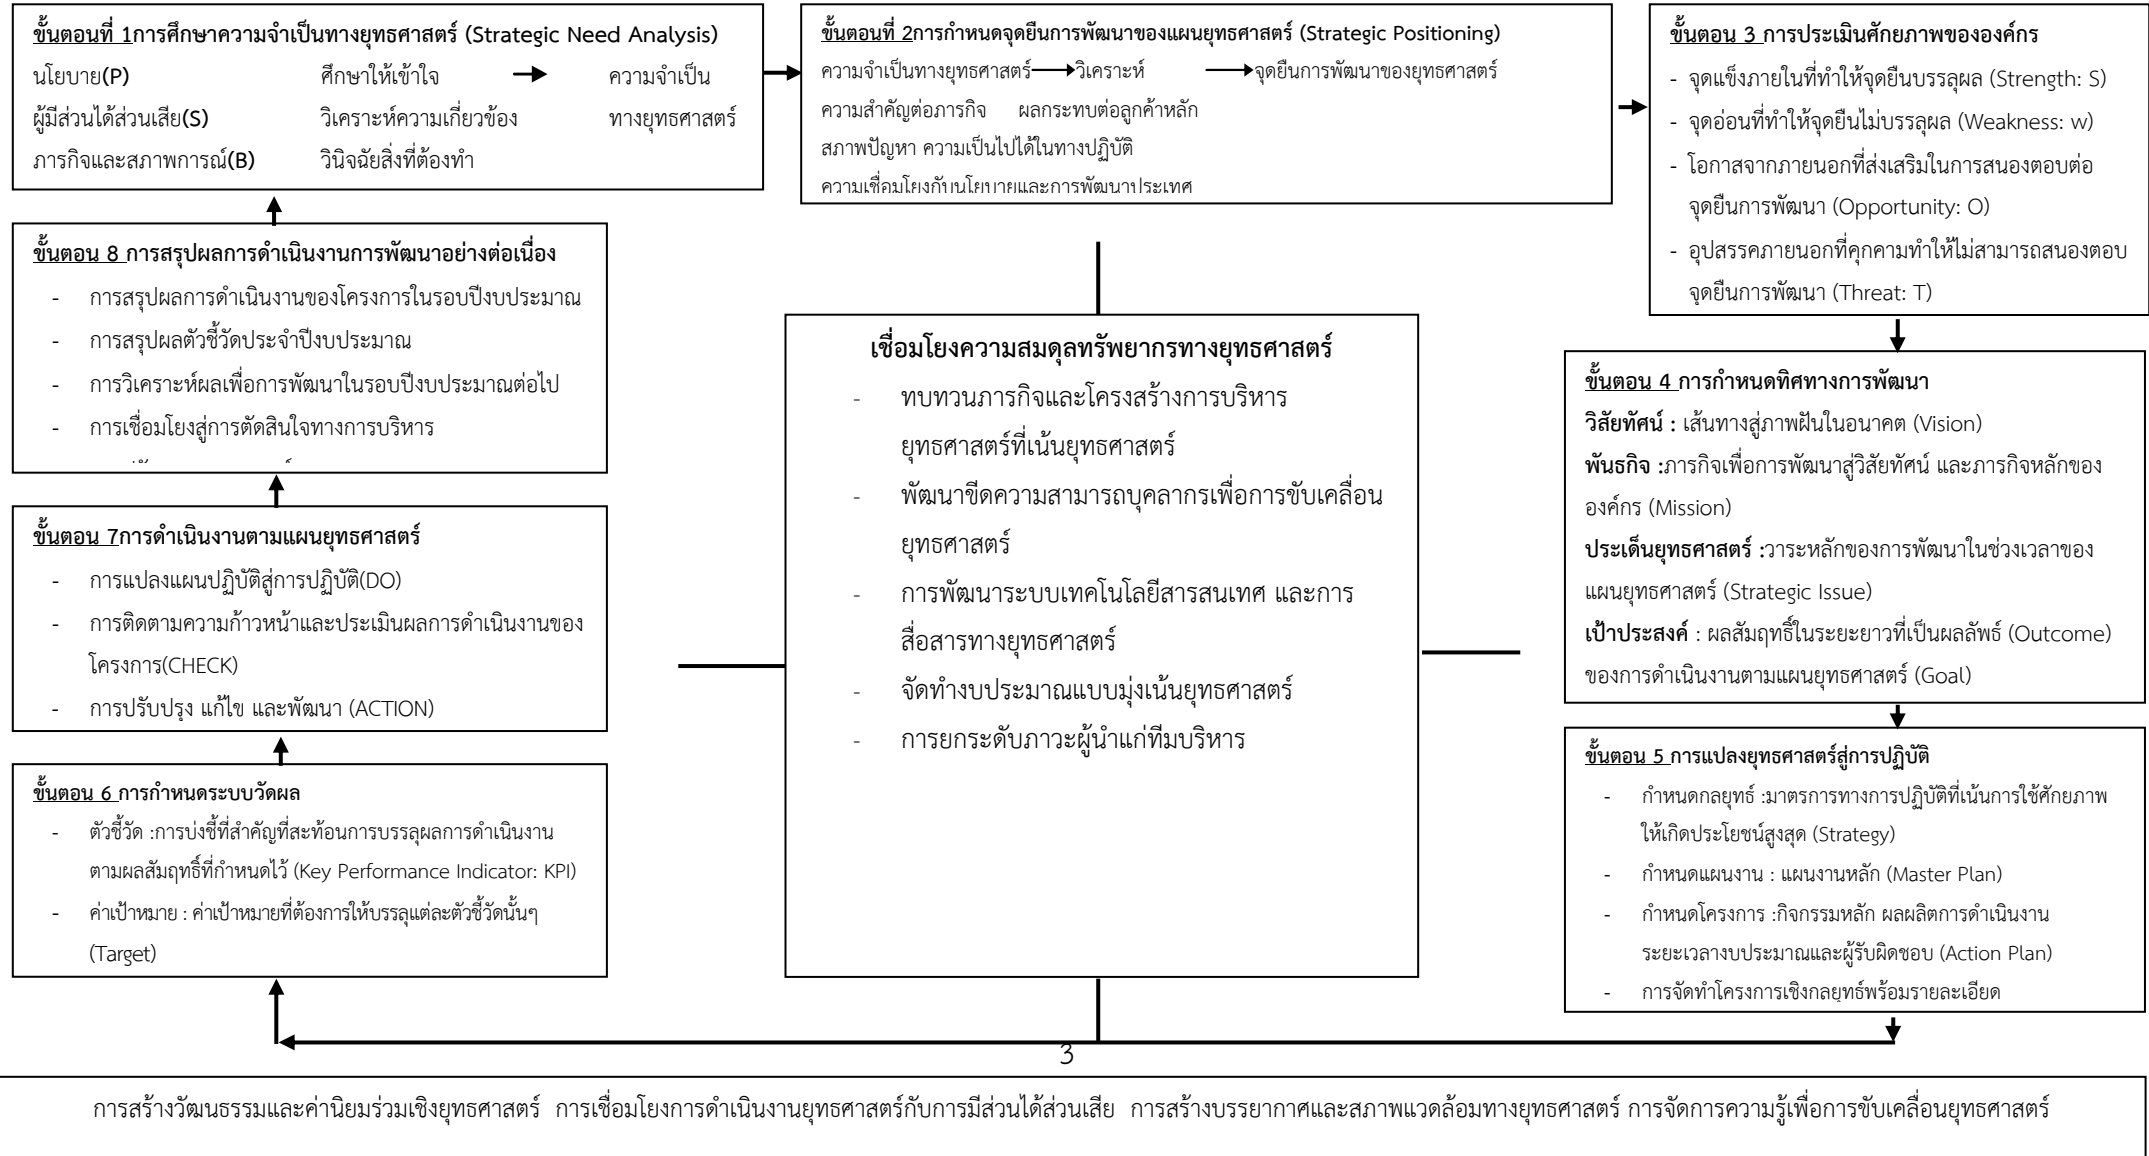 ขั้นตอนที่ 1การศึกษาความจำเป็นทางยุทธศาสตร์ (Strategic Need Analysis)
นโยบาย(P) ศึกษาให้เข้าใจ ความจำเป็น
ผู้มีส่วนได้ส่วนเสีย(S) วิเคราะห์ความเกี่ยวข้อง ทางยุทธศาสตร์
ภารกิจและสภาพการณ์(B) วินิจฉัยสิ่งที่ต้องทำ
ขั้นตอนที่ 2การกำหนดจุดยืนการพัฒนาของแผนยุทธศาสตร์ (Strategic Positioning)
ความจำเป็นทางยุทธศาสตร์ วิเคราะห์ จุดยืนการพัฒนาของยุทธศาสตร์
ความสำคัญต่อภารกิจ ผลกระทบต่อลูกค้าหลัก
สภาพปัญหา ความเป็นไปได้ในทางปฏิบัติ
ความเชื่อมโยงกับนโยบายและการพัฒนาประเทศ
ขั้นตอน 3 การประเมินศักยภาพขององค์กร
- จุดแข็งภายในที่ทำให้จุดยืนบรรลุผล (Strength: S)
- จุดอ่อนที่ทำให้จุดยืนไม่บรรลุผล (Weakness: w)
- โอกาสจากภายนอกที่ส่งเสริมในการสนองตอบต่อ
จุดยืนการพัฒนา (Opportunity: O)
- อุปสรรคภายนอกที่คุกคามทำให้ไม่สามารถสนองตอบ
จุดยืนการพัฒนา (Threat: T)
ขั้นตอน 8 การสรุปผลการดำเนินงานการพัฒนาอย่างต่อเนื่อง
- การสรุปผลการดำเนินงานของโครงการในรอบปีงบประมาณ
- การสรุปผลตัวชี้วัดประจำปีงบประมาณ
- การวิเคราะห์ผลเพื่อการพัฒนาในรอบปีงบประมาณต่อไป
- การเชื่อมโยงสู่การตัดสินใจทางการบริหาร
เชื่อมโยงความสมดุลทรัพยากรทางยุทธศาสตร์
- ทบทวนภารกิจและโครงสร้างการบริหาร
ยุทธศาสตร์ที่เน้นยุทธศาสตร์
- พัฒนาขีดความสามารถบุคลากรเพื่อการขับเคลื่อน
ยุทธศาสตร์
- การพัฒนาระบบเทคโนโลยีสารสนเทศ และการ
สื่อสารทางยุทธศาสตร์
- จัดทำงบประมาณแบบมุ่งเน้นยุทธศาสตร์
- การยกระดับภาวะผู้นำแก่ทีมบริหาร
ขั้นตอน 4 การกำหนดทิศทางการพัฒนา
วิสัยทัศน์ : เส้นทางสู่ภาพฝันในอนาคต (Vision)
พันธกิจ :ภารกิจเพื่อการพัฒนาสู่วิสัยทัศน์ และภารกิจหลักของ
องค์กร (Mission)
ประเด็นยุทธศาสตร์ :วาระหลักของการพัฒนาในช่วงเวลาของ
แผนยุทธศาสตร์ (Strategic Issue)
เป้าประสงค์ : ผลสัมฤทธิ์ในระยะยาวที่เป็นผลลัพธ์ (Outcome)
ของการดำเนินงานตามแผนยุทธศาสตร์ (Goal)
ขั้นตอน 7การดำเนินงานตามแผนยุทธศาสตร์
- การแปลงแผนปฏิบัติสู่การปฏิบัติ(DO)
- การติดตามความก้าวหน้าและประเมินผลการดำเนินงานของ
โครงการ(CHECK)
- การปรับปรุง แก้ไข และพัฒนา (ACTION)
ขั้นตอน 5 การแปลงยุทธศาสตร์สู่การปฏิบัติ
- กำหนดกลยุทธ์ :มาตรการทางการปฏิบัติที่เน้นการใช้ศักยภาพ
ให้เกิดประโยชน์สูงสุด (Strategy)
- กำหนดแผนงาน : แผนงานหลัก (Master Plan)
- กำหนดโครงการ :กิจกรรมหลัก ผลผลิตการดำเนินงาน
ระยะเวลางบประมาณและผู้รับผิดชอบ (Action Plan)
- การจัดทำโครงการเชิงกลยุทธ์พร้อมรายละเอียด
ขั้นตอน 6 การกำหนดระบบวัดผล
- ตัวชี้วัด :การบ่งชี้ที่สำคัญที่สะท้อนการบรรลุผลการดำเนินงาน
ตามผลสัมฤทธิ์ที่กำหนดไว้ (Key Performance Indicator: KPI)
- ค่าเป้าหมาย : ค่าเป้าหมายที่ต้องการให้บรรลุแต่ละตัวชี้วัดนั้นๆ
(Target)
3
การสร้างวัฒนธรรมและค่านิยมร่วมเชิงยุทธศาสตร์ การเชื่อมโยงการดำเนินงานยุทธศาสตร์กับการมีส่วนได้ส่วนเสีย การสร้างบรรยากาศและสภาพแวดล้อมทางยุทธศาสตร์ การจัดการความรู้เพื่อการขับเคลื่อนยุทธศาสตร์